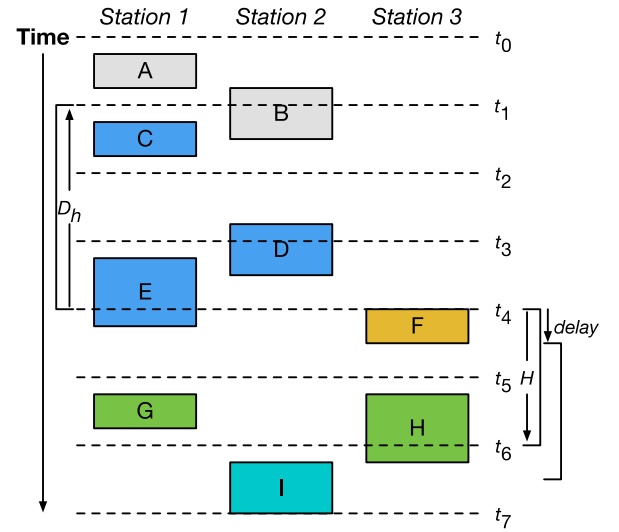 Station 1 Station 2 Station 3
Time
t0
A
t1
B
C
t2
Dh
t3
D
E
t4
F
delay
t5
H
G
H
t6
I
t7